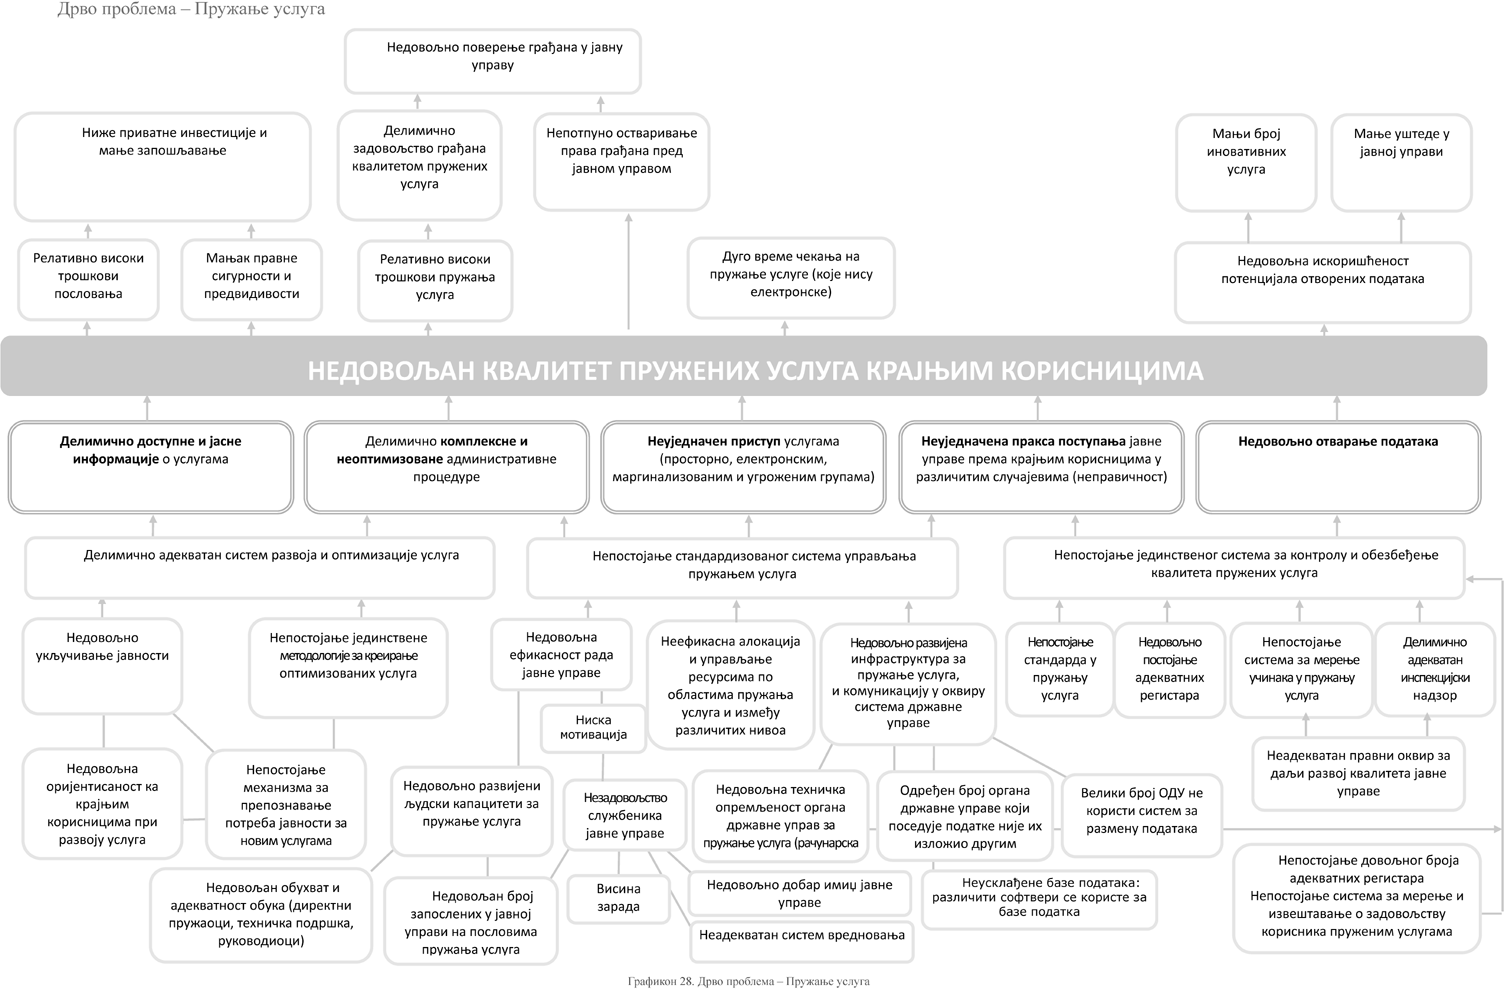 Дрво проблема – Пружање услуга
Недовољно поверење грађана у јавну
управу
Ниже приватне инвестиције и
мање запошљавање
Делимично
задовољство грађана
квалитетом пружених
услуга
Непотпуно остваривање
права грађана пред
јавном управом
Мањи број
иновативних
услуга
Мање уштеде у
јавној управи
Релативно високи
трошкови
пословања
Мањак правне
сигурности и
предвидивости
Релативно високи
трошкови пружања
услуга
Дуго време чекања на
пружање услуге (које нису
електронске)
Недовољна искоришћеност
потенцијала отворених података
НЕДОВОЉАН КВАЛИТЕТ ПРУЖЕНИХ УСЛУГА КРАЈЊИМ КОРИСНИЦИМА
Делимично доступне и јасне
информације о услугама
Делимично комплексне и
неоптимизоване административне
процедуре
Неуједначен приступ услугама
(просторно, електронским,
маргинализованим и угроженим групама)
Неуједначена пракса поступања јавне
управе према крајњим корисницима у
различитим случајевима (неправичност)
Недовољно отварање података
Делимично адекватан систем развоја и оптимизације услуга
Непостојање стандардизованог система управљања
пружањем услуга
Непостојање јединственог система за контролу и обезбеђење
квалитета пружених услуга
Недовољно
укључивање јавности
Непостојање јединствене
методологије за креирање
оптимизованих услуга
Недовољна
ефикасност рада
јавне управе
Неефикасна алокација
и управљање
ресурсима по
областима пружања
услуга и између
различитих нивоа
Недовољно развијена
инфраструктура за
пружање услуга,
и комуникацију у оквиру
система државне
управе
Непостојање
стандарда у
пружању
услуга
Недовољно
постојање
адекватних
регистара
Непостојање
система за мерење
учинака у пружању
услуга
Делимично
адекватан
инспекцијски
надзор
Ниска
мотивација
Недовољна
оријентисаност ка
крајњим
корисницима при
развоју услуга
Непостојање
механизма за
препознавање
потреба јавности за
новим услугама
Недовољно развијени
људски капацитети за
пружање услуга
Незадовољство
службеника
јавне управе
Недовољна техничка
опремљеност органа
државне управ за
пружање услуга (рачунарска
Одређен број органа
државне управе који
поседује податке није их
изложио другим
Велики број ОДУ не
користи систем за
размену података
Неадекватан правни оквир за
даљи развој квалитета јавне
управе
Недовољан обухват и
адекватност обука (директни
пружаоци, техничка подршка,
руководиоци)
Недовољан број
запослених у јавној
управи на пословима
пружања услуга
Висина
зарада
Недовољно добар имиџ јавне
управе
Неадекватан систем вредновања
Неусклађене базе података:
различити софтвери се користе за
базе податка
Непостојање довољног броја
адекватних регистара
Непостојање система за мерење и
извештавање о задовољству
корисника пруженим услугама
Графикон 28. Дрво проблема – Пружање услуга